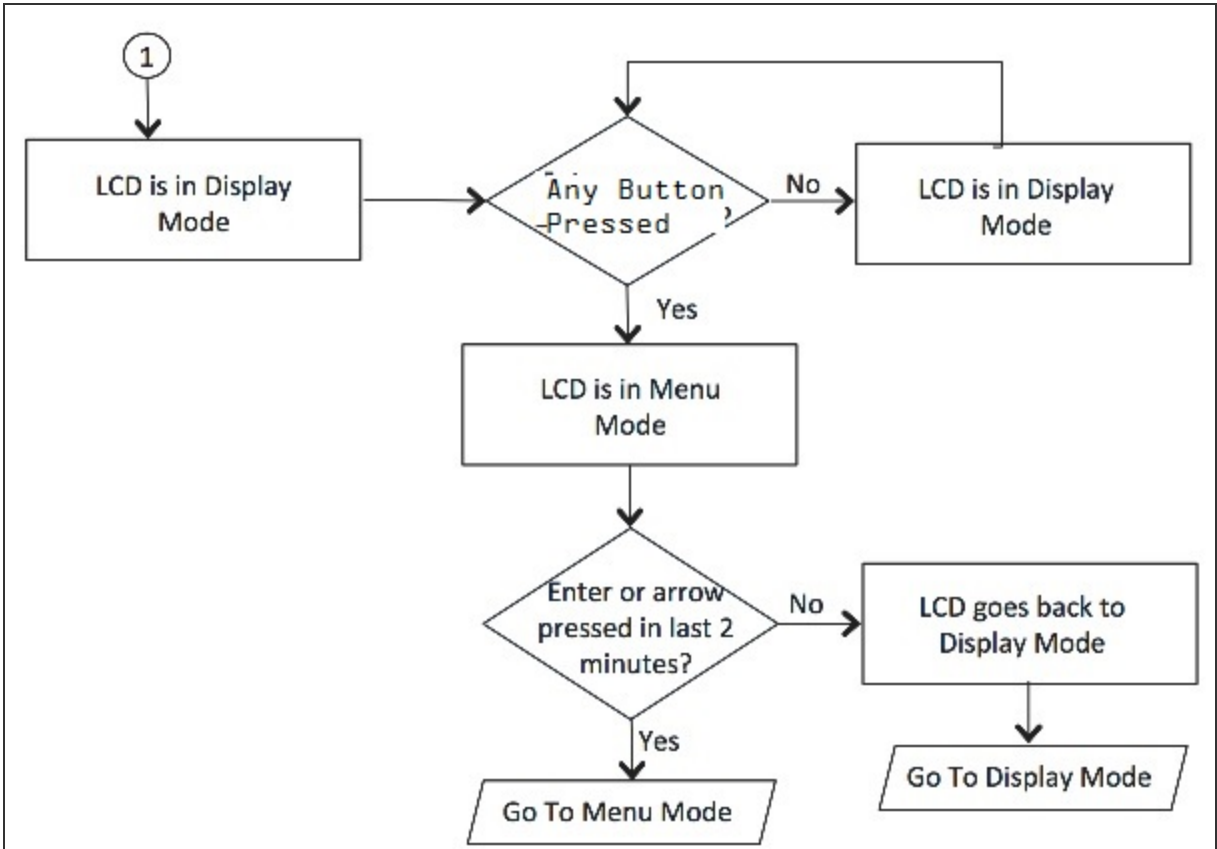 1
LCD is in Display
Mode
Any Button
Pressed
No
LCD is in Display
Mode
Yes
LCD is in Menu
Mode
Enter or arrow
pressed in last 2
minutes?
No
LCD goes back to
Display Mode
Yes
Go To Menu Mode
Go To Display Mode